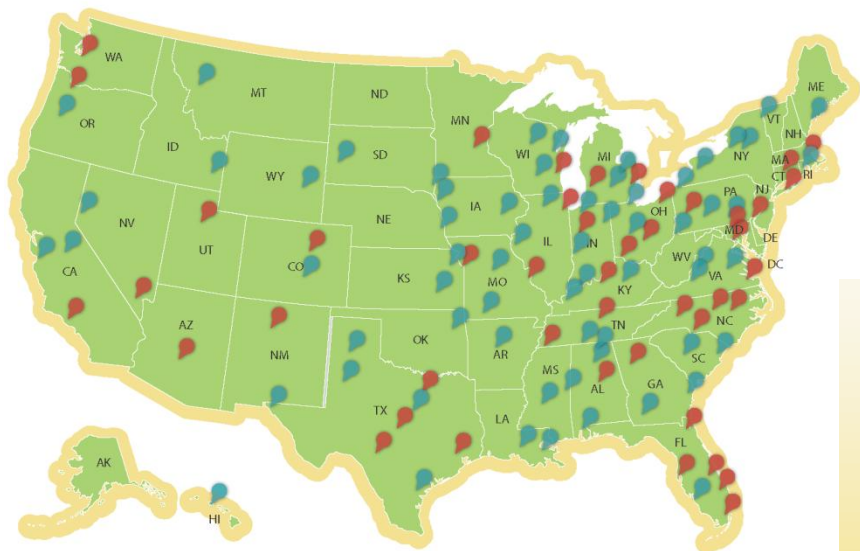 WA
ME
MT
ND
VT
MN
NH
OR
NY
ID
WI
MI
MA
SD
CT
RI
WY
PA
NJ
IA
OH
NE
NV
MD
IN
DE
UT
IL
CO
WV
DC
CA
VA
KS
MO
KY
NC
TN
AZ
OK
AR
NM
SC
MS
AL
GA
TX
LA
FL
AK
HI